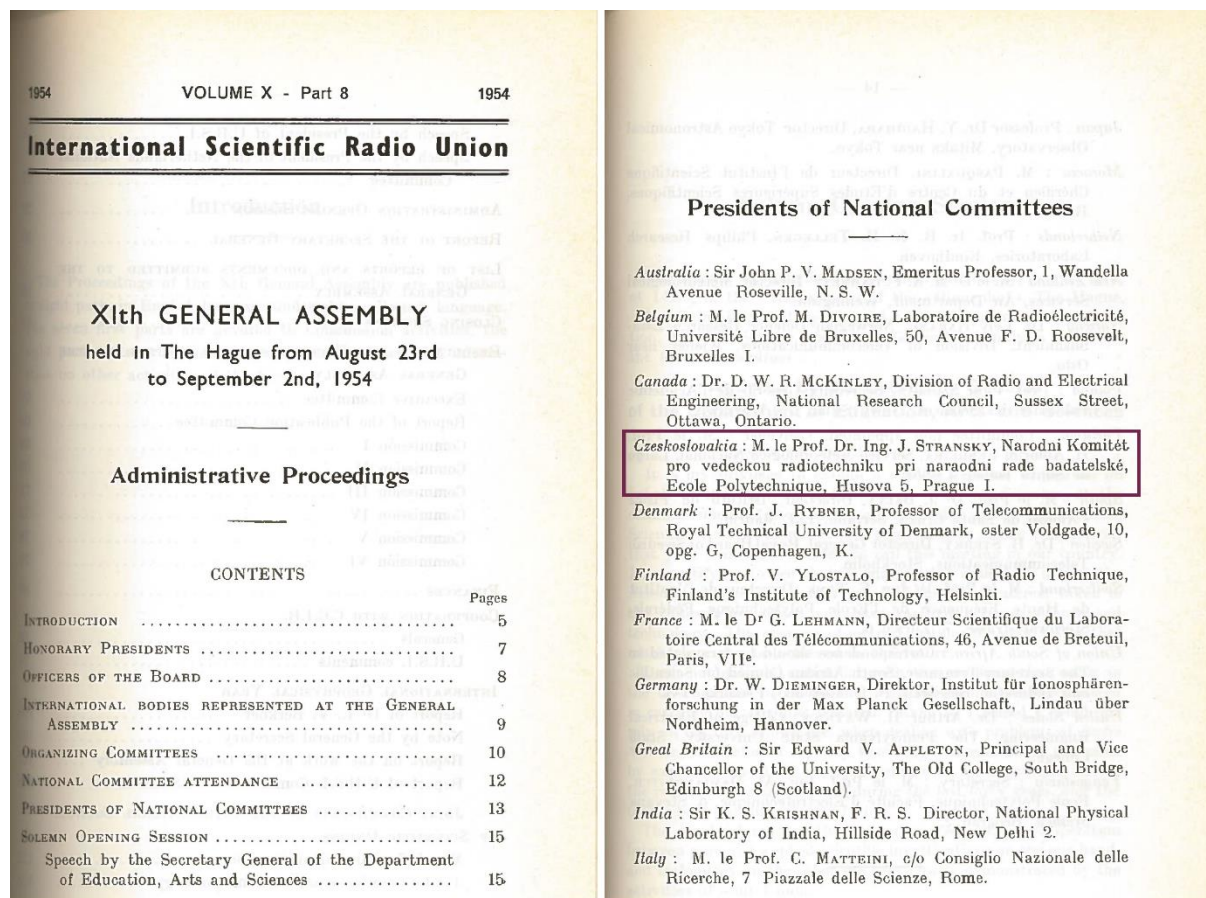 1954 VOLUME X - Part 8 1954
International Scientific Radio Union
XIth GENERAL ASSEMBLY
held in The Hague from August 23rd
to September 2nd, 1954
Administrative Proceedings
CONTENTS
Pages
INTRODUCTION .......... 5
HONORARY PRESIDENTS .......... 7
OFFICERS OF THE BOARD .......... 8
INTERNATIONAL BODIES REPRESENTED AT THE GENERAL
ASSEMBLY .......... 9
ORGANIZING COMMITTEES .......... 10
NATIONAL COMMITTEE ATTENDANCE .......... 12
PRESIDENTS OF NATIONAL COMMITTEES .......... 13
SOLEMN OPENING SESSION .......... 15
Speech by the Secretary General of the Department
of Education, Arts and Sciences .......... 15
Presidents of National Committees
Australia : Sir John P. V. MADSEN, Emeritus Professor, 1, Wandella
Avenue Roseville, N. S. W.
Belgium : M. le Prof. M. DIVOIRE, Laboratoire de Radioélectricité,
Université Libre de Bruxelles, 50, Avenue F. D. Roosevelt,
Bruxelles I.
Canada : Dr. D. W. R. MCKINLEY, Division of Radio and Electrical
Engineering, National Research Council, Sussex Street,
Ottawa, Ontario.
Czeskoslovakia : M. le Prof. Dr. Ing. J. STRANSKY, Narodni Komitét
pro vedeckou radiotechniku pri naraodni rade badatelské,
Ecole Polytechnique, Husova 5, Prague I.
Denmark : Prof. J. RYBNER, Professor of Telecommunications,
Royal Technical University of Denmark, oster Voldgrade, 10,
opg. G, Copenhagen, K.
Finland : Prof. V. YLOSTALO, Professor of Radio Technique,
Finland's Institute of Technology, Helsinki.
France : M. le Dr G. LEHMANN, Directeur Scientifique du Labora-
toire Central des Télécommunications, 46, Avenue de Breteuil,
Paris, VIIe.
Germany : Dr. W. DIEMINGER, Direktor, Institut für Ionosphären-
forschung in der Max Planck Gesellschaft, Lindau über
Nordheim, Hannover.
Great Britain : Sir Edward V. APPLETON, Principal and Vice
Chancellor of the University, The Old College, South Bridge,
Edinburgh 8 (Scotland).
India : Sir K. S. KRISHNAN, F. R. S. Director, National Physical
Laboratory of India, Hillside Road, New Delhi 2.
Italy : M. le Prof. C. MATTEINI, c/o Consiglio Nazionale delle
Ricerche, 7 Piazzale delle Scienze, Rome.